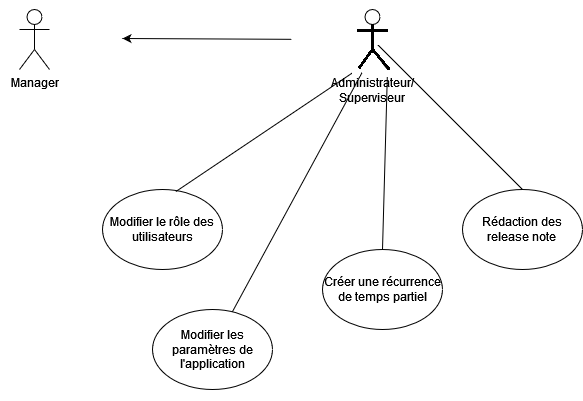 Manager
Administrateur/
Superviseur
Modifier le rôle des
utilisateurs
Rédaction des
release note
Créer une récurrence
de temps partiel
Modifier les
paramètres de
l'application